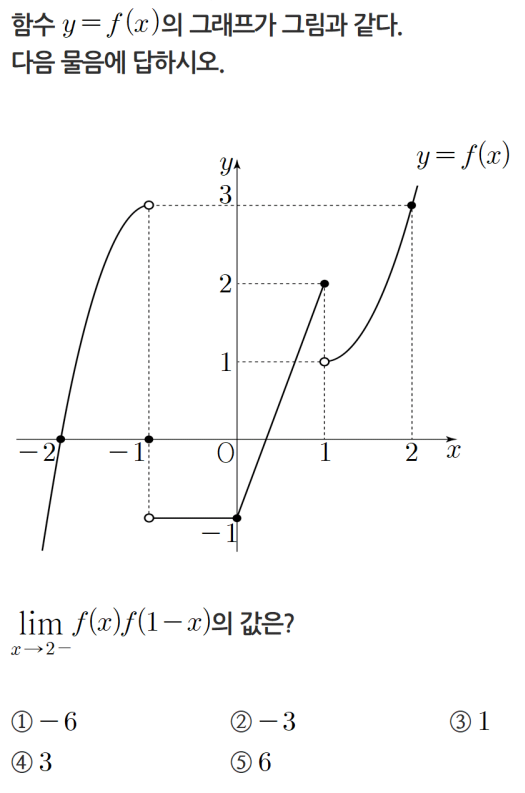 함수 y=f(x)의 그래프가 그림과 같다.
다음 물음에 답하시오.
y=f(x)
y
3
2
1
-2 -1 O 1 2 x
-1
lim f(x)f(1-x)의 값은?
x→2-
① -6 ② -3 ③ 1
④ 3 ⑤ 6